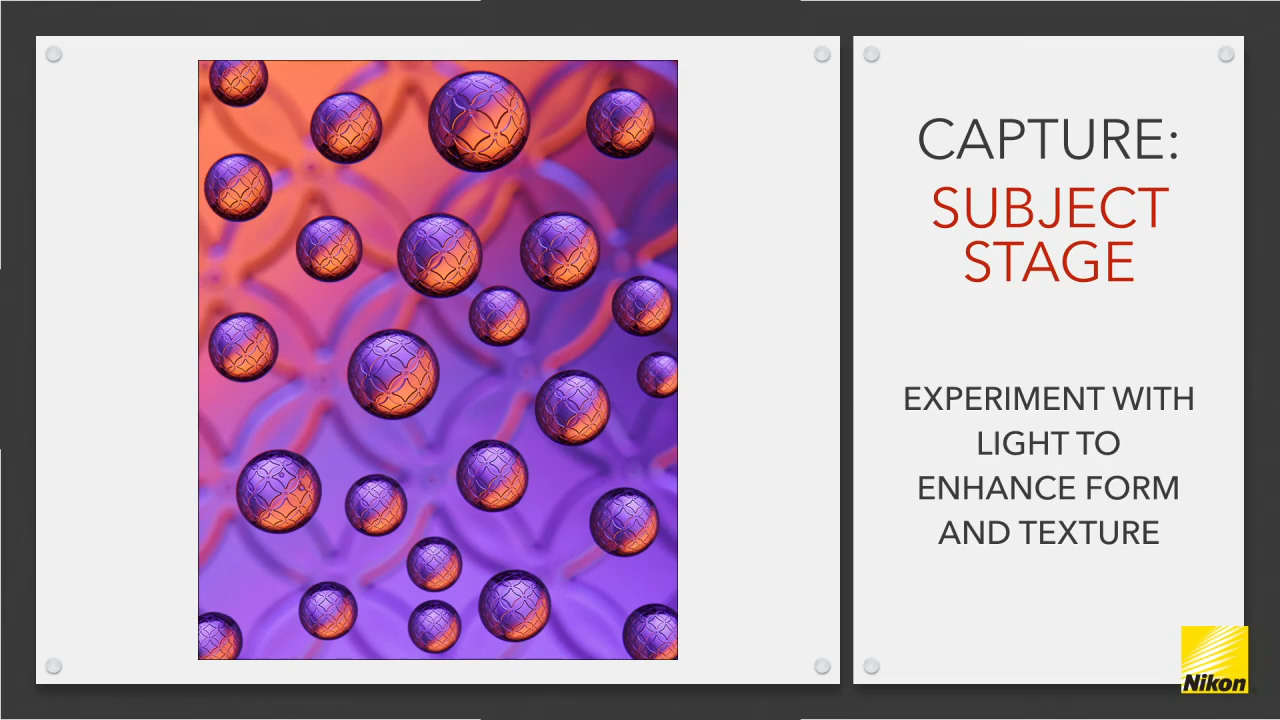 CAPTURE:
SUBJECT
STAGE
EXPERIMENT WITH
LIGHT TO
ENHANCE FORM
AND TEXTURE
Nikon